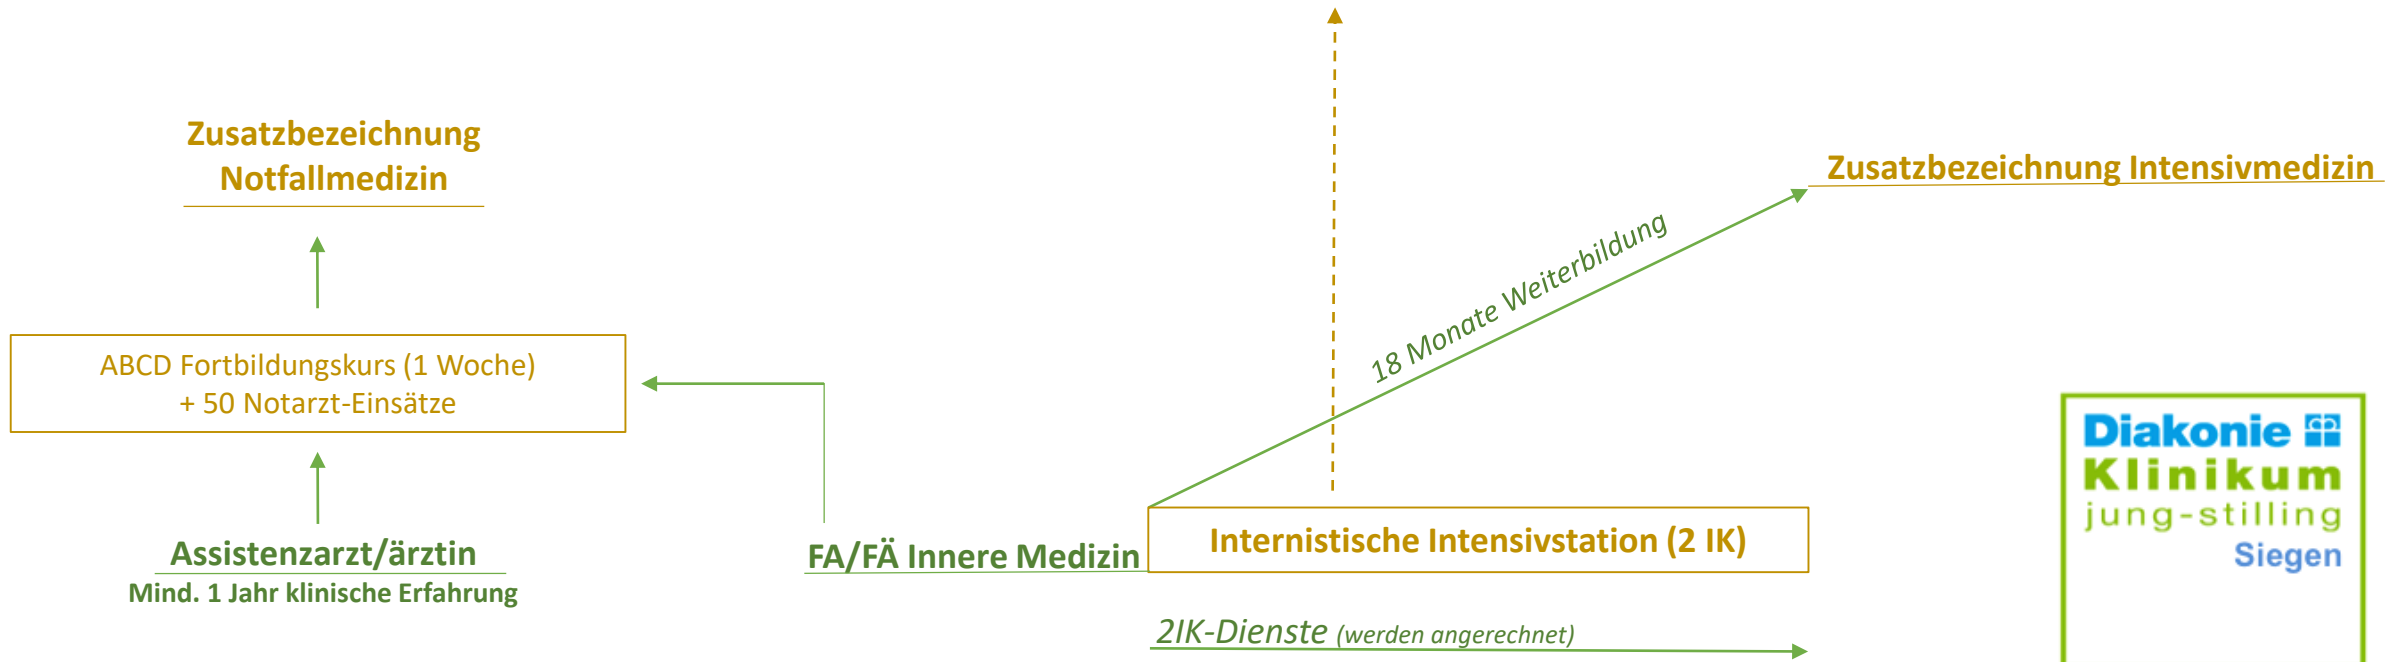 Zusatzbezeichnung
Notfallmedizin
Zusatzbezeichnung Intensivmedizin
18 Monate Weiterbildung
ABCD Fortbildungskurs (1 Woche)
+ 50 Notarzt-Einsätze
Assistenzarzt/ärztin
Mind. 1 Jahr klinische Erfahrung
FA/FÄ Innere Medizin
Internistische Intensivstation (2 IK)
2IK-Dienste (werden angerechnet)
Diakonie
Klinikum
jung-stilling
Siegen